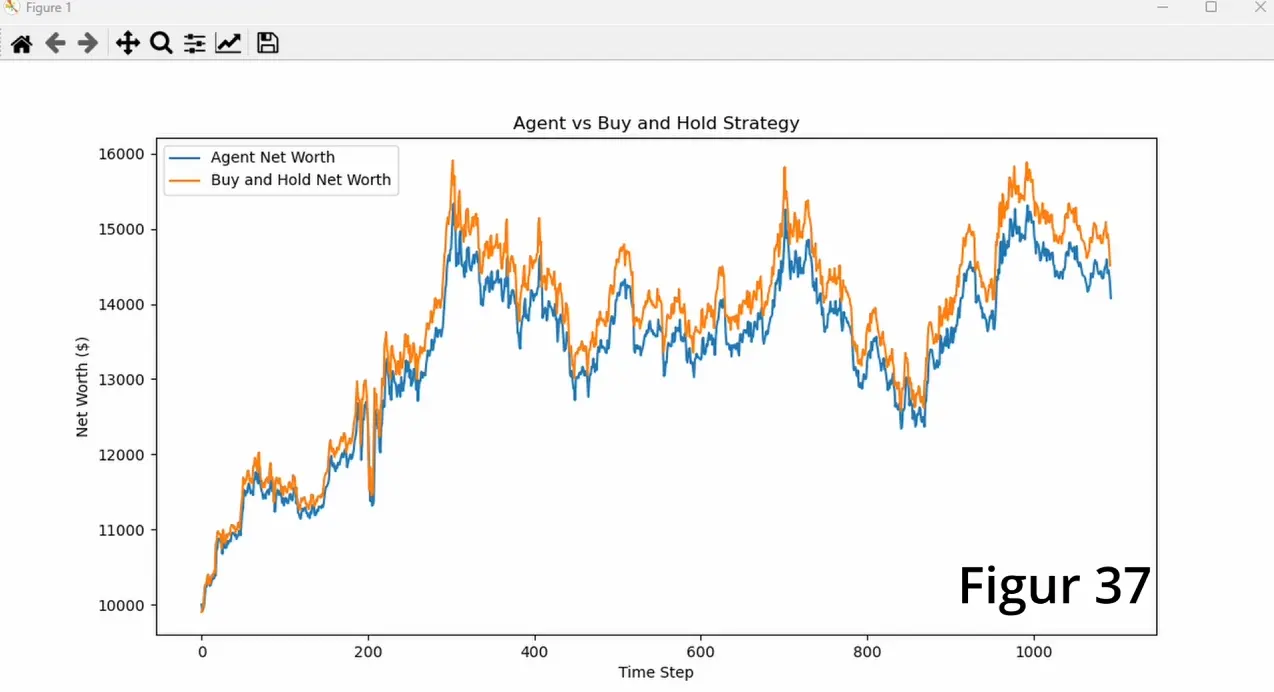 Figure 1
Agent vs Buy and Hold Strategy
Agent Net Worth
Buy and Hold Net Worth
Net Worth ($)
16000
15000
14000
13000
12000
11000
10000
Figur 37
0 200 400 600 800 1000
Time Step